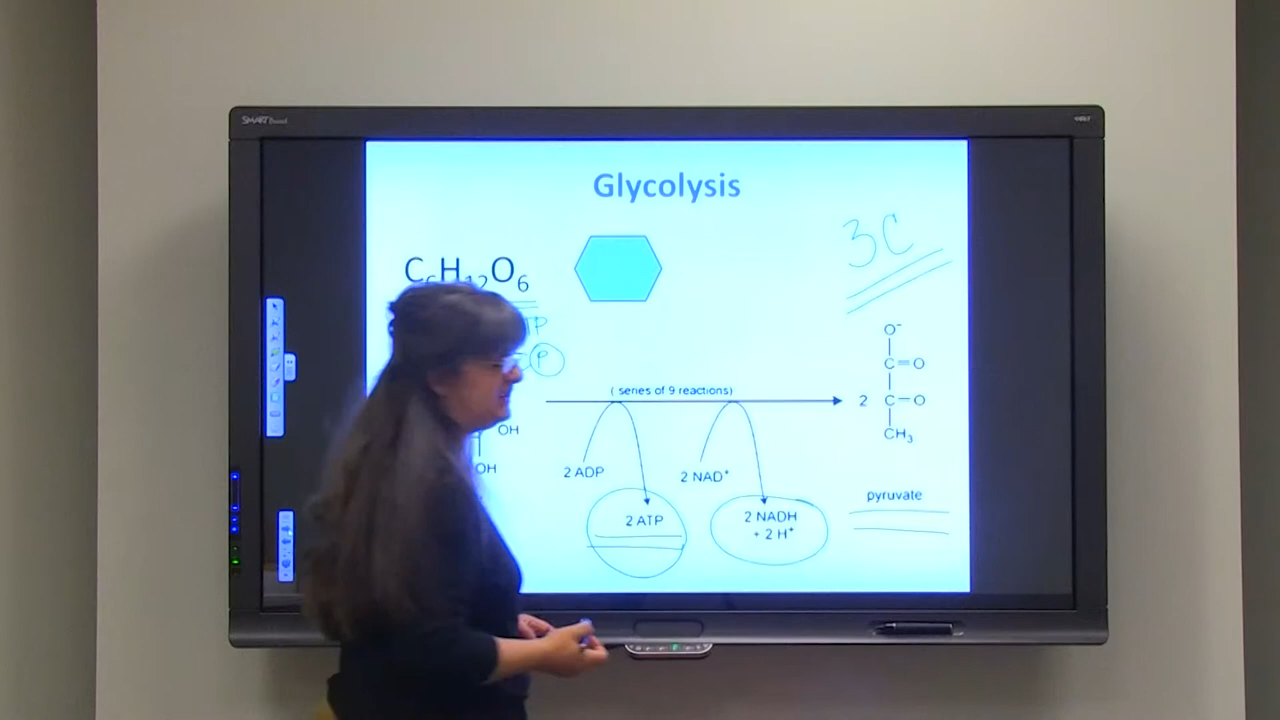 SMART Board
Glycolysis
3C
C₆H₁₂O₆
TP
P
O⁻
C=O
( series of 9 reactions)
2
C-O
OH
CH₃
OH
2 ADP
2 NAD⁺
pyruvate
2 ATP
2 NADH
+ 2 H⁺